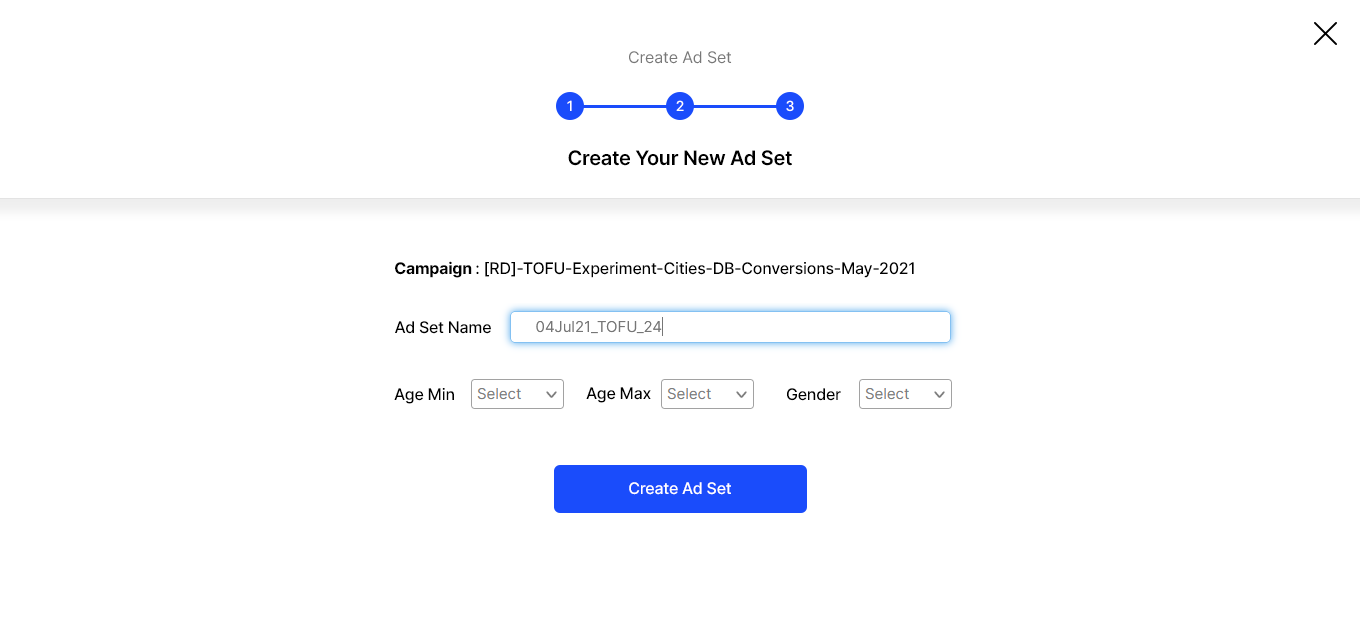 Create Ad Set
1 2 3
Create Your New Ad Set
Campaign : [RD]-TOFU-Experiment-Cities-DB-Conversions-May-2021
Ad Set Name 04Jul21_TOFU_24
Age Min Select Age Max Select Gender Select
Create Ad Set